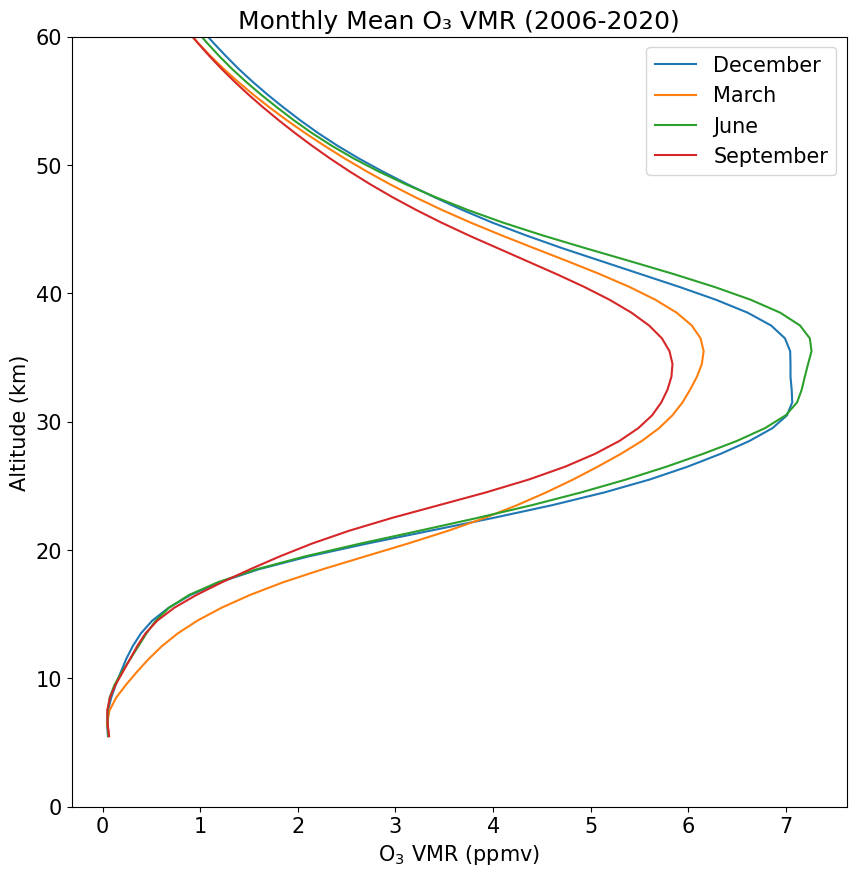 Monthly Mean O₃ VMR (2006-2020)
December
March
June
September
Altitude (km)
60
50
40
30
20
10
0
0 1 2 3 4 5 6 7
O₃ VMR (ppmv)